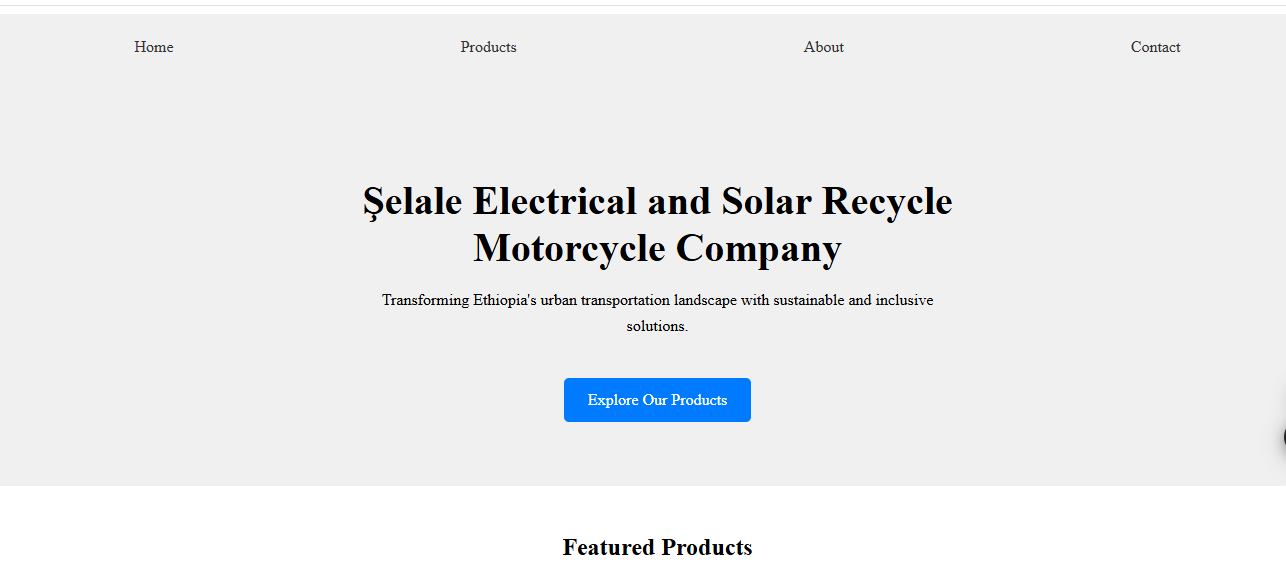 Home Products About Contact
Şelale Electrical and Solar Recycle
Motorcycle Company
Transforming Ethiopia's urban transportation landscape with sustainable and inclusive
solutions.
Explore Our Products
Featured Products